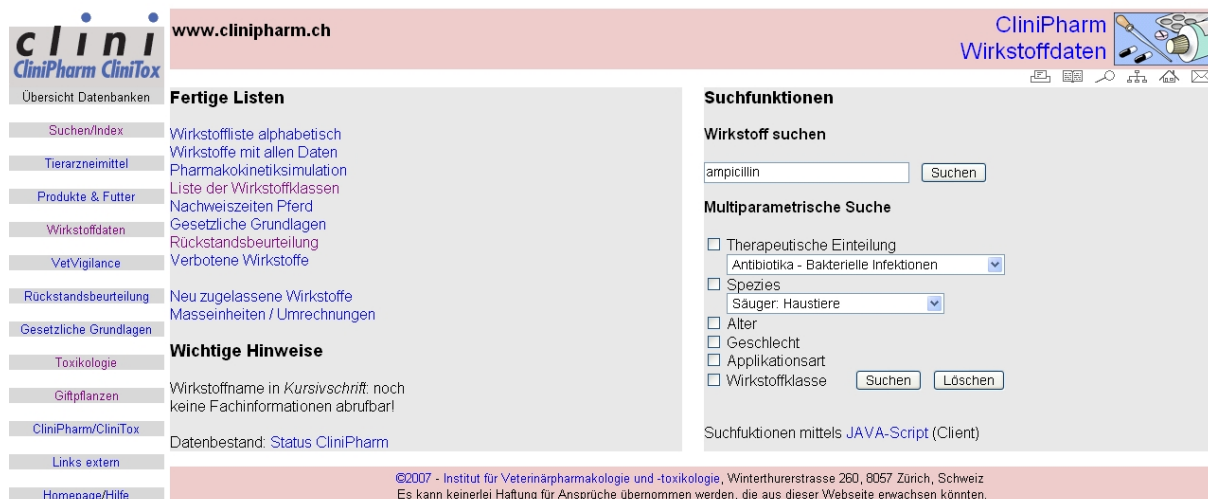 clini
CliniPharm CliniTox
www.clinipharm.ch
CliniPharm
Wirkstoffdaten
Übersicht Datenbanken
Suchen/Index
Tierarzneimittel
Produkte & Futter
Wirkstoffdaten
VetVigilance
Rückstandsbeurteilung
Gesetzliche Grundlagen
Toxikologie
Giftpflanzen
CliniPharm/CliniTox
Links extern
Homepage/Hilfe
Fertige Listen
Wirkstoffliste alphabetisch
Wirkstoffe mit allen Daten
Pharmakokinetiksimulation
Liste der Wirkstoffklassen
Nachweiszeiten Pferd
Gesetzliche Grundlagen
Rückstandsbeurteilung
Verbotene Wirkstoffe
Neu zugelassene Wirkstoffe
Masseinheiten / Umrechnungen
Wichtige Hinweise
Wirkstoffname in Kursivschrift: noch
keine Fachinformationen abrufbar!
Datenbestand: Status CliniPharm
Suchfunktionen
Wirkstoff suchen
ampicillin Suchen
Multiparametrische Suche
Therapeutische Einteilung
Antibiotika - Bakterielle Infektionen
Spezies
Säuger: Haustiere
Alter
Geschlecht
Applikationsart
Wirkstoffklasse Suchen Löschen
Suchfuktionen mittels JAVA-Script (Client)
©2007 - Institut für Veterinärpharmakologie und -toxikologie, Winterthurerstrasse 260, 8057 Zürich, Schweiz
Es kann keinerlei Haftung für Ansprüche übernommen werden, die aus dieser Webseite erwachsen könnten.